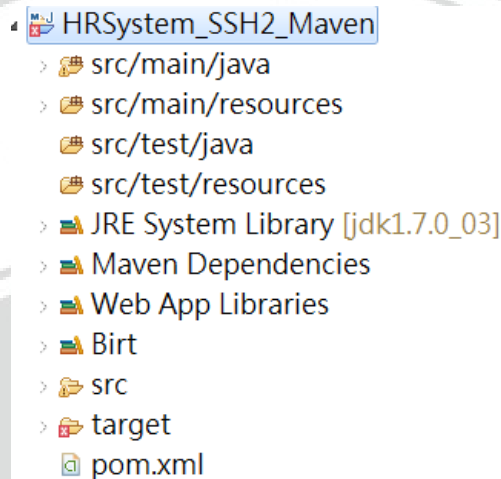 HRSystem_SSH2_Maven
src/main/java
src/main/resources
src/test/java
src/test/resources
JRE System Library [jdk1.7.0_03]
Maven Dependencies
Web App Libraries
Birt
src
target
pom.xml